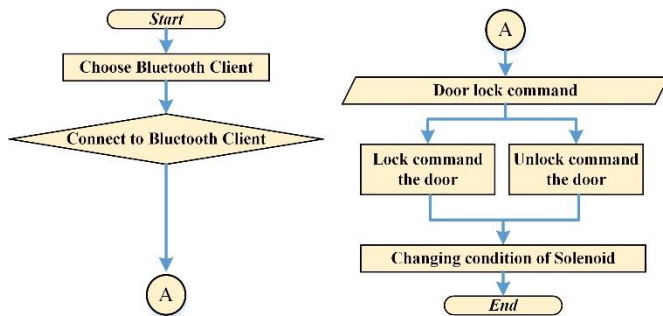 Start
Choose Bluetooth Client
Connect to Bluetooth Client
A
A
Door lock command
Lock command
the door
Unlock command
the door
Changing condition of Solenoid
End